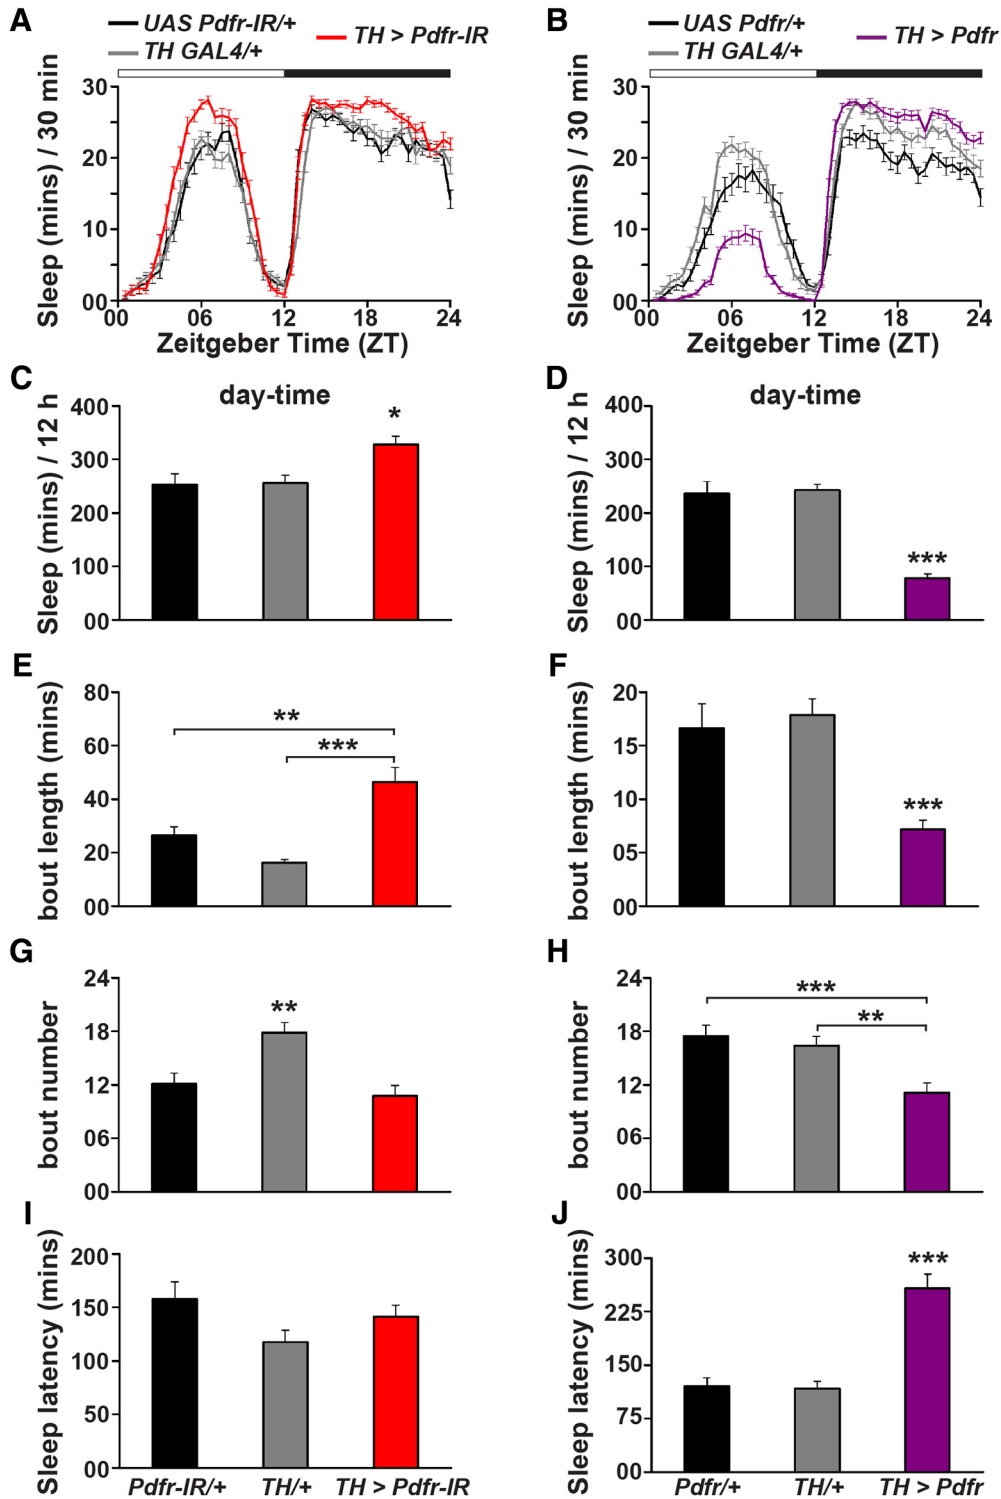 A
UAS Pdfr-IR/+
TH GAL4/+
TH > Pdfr-IR
Sleep (mins) / 30 min
30
20
10
00
00 06 12 18 24
Zeitgeber Time (ZT)
B
UAS Pdfr/+
TH GAL4/+
TH > Pdf
Sleep (mins) / 30 min
30
20
10
00
00 06 12 18 24
Zeitgeber Time (ZT)
C
day-time
Sleep (mins) / 12 h
400
300
200
100
00
*
D
day-time
Sleep (mins) / 12 h
400
300
200
100
00
***
E
bout length (mins)
80
60
40
20
00
**
***
F
bout length (mins)
20
15
10
05
00
***
G
bout number
24
18
12
06
00
**
H
bout number
24
18
12
06
00
***
**
I
Sleep latency (mins)
200
150
100
50
00
Pdfr-IR/+ TH/+ TH > Pdfr-IR
J
Sleep latency (mins)
300
225
150
75
00
***
Pdfr/+ TH/+ TH > Pdfr